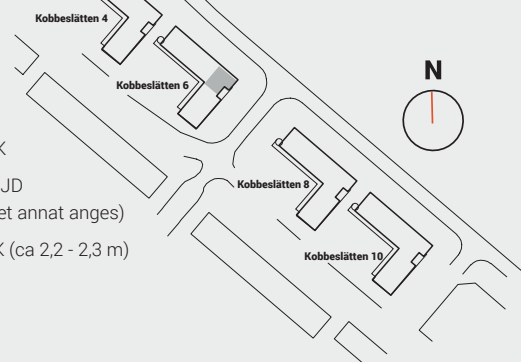 Kobbeslätten 4
Kobbeslätten 6
N
K
JD
et annat anges)
K (ca 2,2 - 2,3 m)
Kobbeslätten 8
Kobbeslätten 10